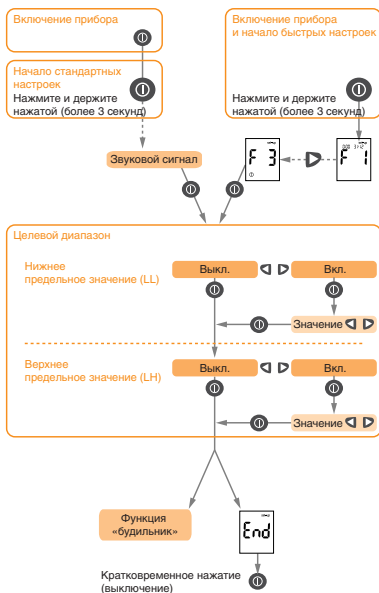 Включение прибора
Начало стандартных
настроек
Нажмите и держите
нажатой (более 3 секунд)
Включение прибора
и начало быстрых настроек
Нажмите и держите
нажатой (более 3 секунд)
Звуковой сигнал
F 3
F 1
Целевой диапазон
Нижнее
предельное значение (LL)
Выкл.
Вкл.
Значение
Верхнее
предельное значение (LH)
Выкл.
Вкл.
Значение
Функция
«будильник»
End
Кратковременное нажатие
(выключение)